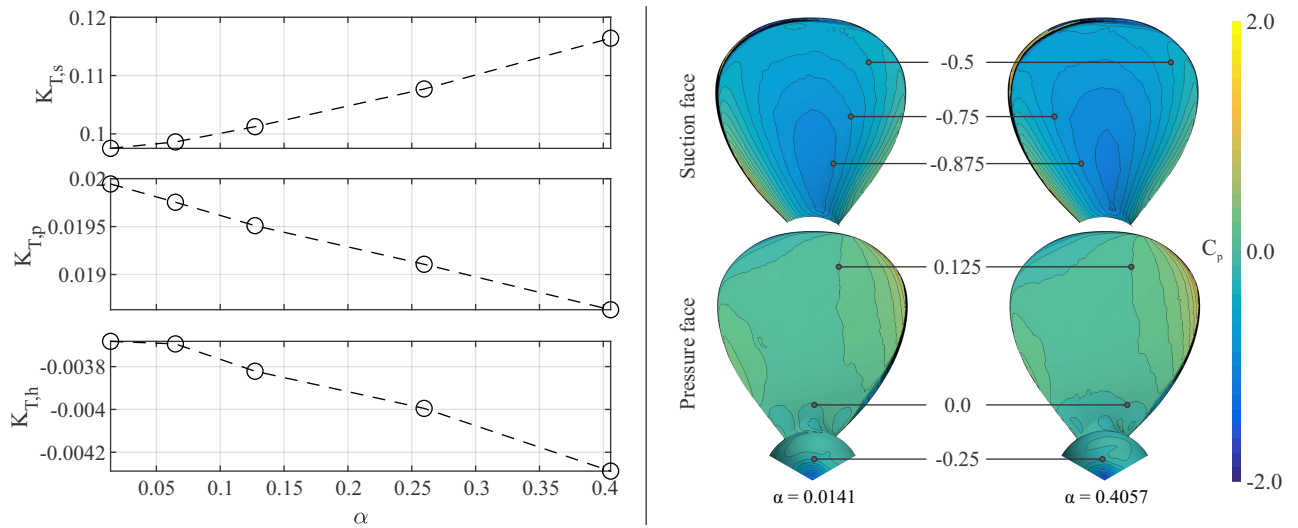 0.12
0.11
0.1
K_T,s
0.02
0.0195
0.019
K_T,p
-0.0038
-0.004
-0.0042
K_T,h
0.05 0.1 0.15 0.2 0.25 0.3 0.35 0.4
α
Suction face
-0.5
-0.75
-0.875
Pressure face
0.125
0.0
-0.25
α = 0.0141 α = 0.4057
2.0
C_p 0.0
-2.0